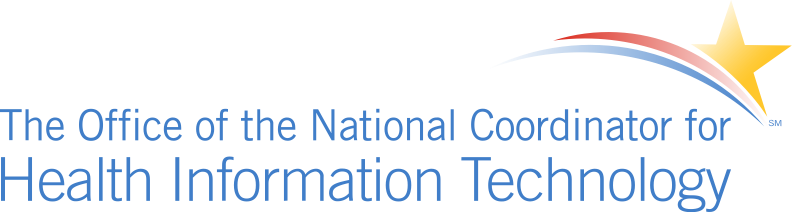 The Office of the National Coordinator for
Health Information Technology
SM